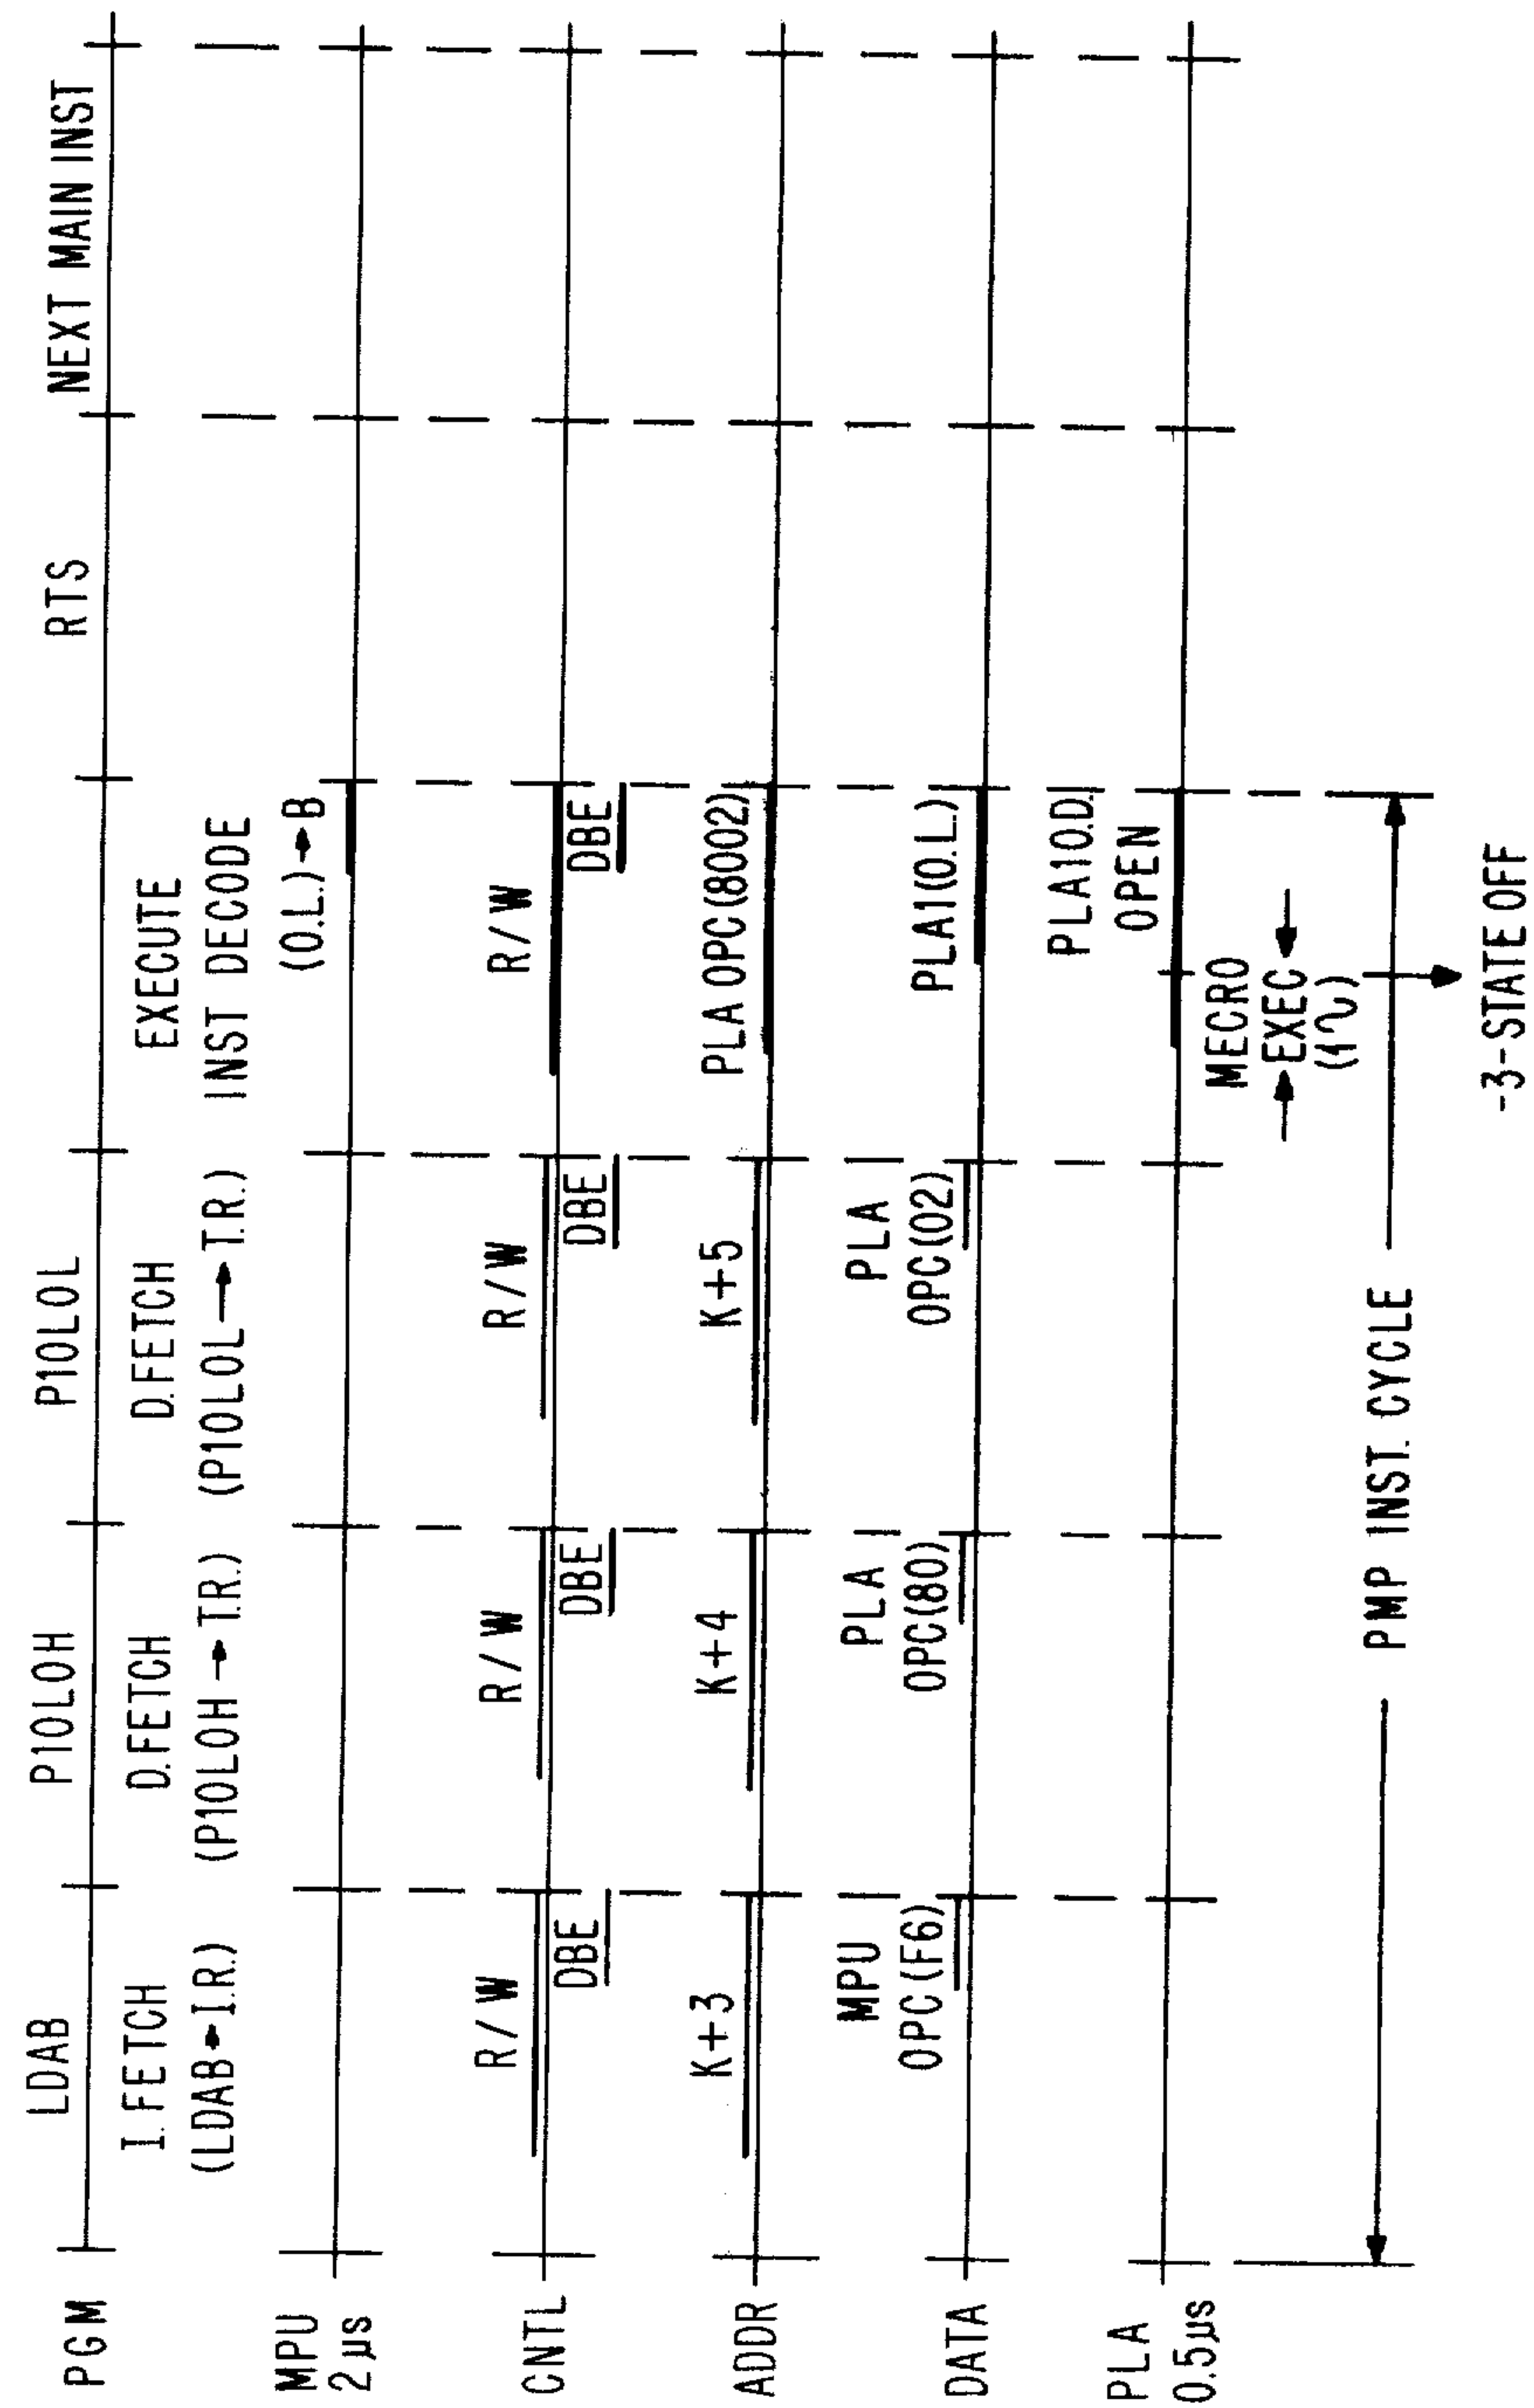 PGM
LDAB
P10LOH
P10LOL
RTS
NEXT MAIN INST
I.FETCH
D.FETCH
D.FETCH
EXECUTE
(LDAB→I.R.)
(P10LOH→T.R.)
(P10LOL→T.R.)
INST DECODE
MPU
2μs
(O.L.)→B
CNTL
R/W
R/W
R/W
R/W
DBE
DBE
DBE
DBE
ADDR
K+3
K+4
K+5
PLA OPC(8002)
DATA
MPU
OPC(F6)
PLA
OPC(80)
PLA
OPC(02)
PLA1(O.L.)
PLA
0.5μs
PLA1O.D.
OPEN
MECRO
→EXEC←
PMP INST. CYCLE
-3-STATE OFF